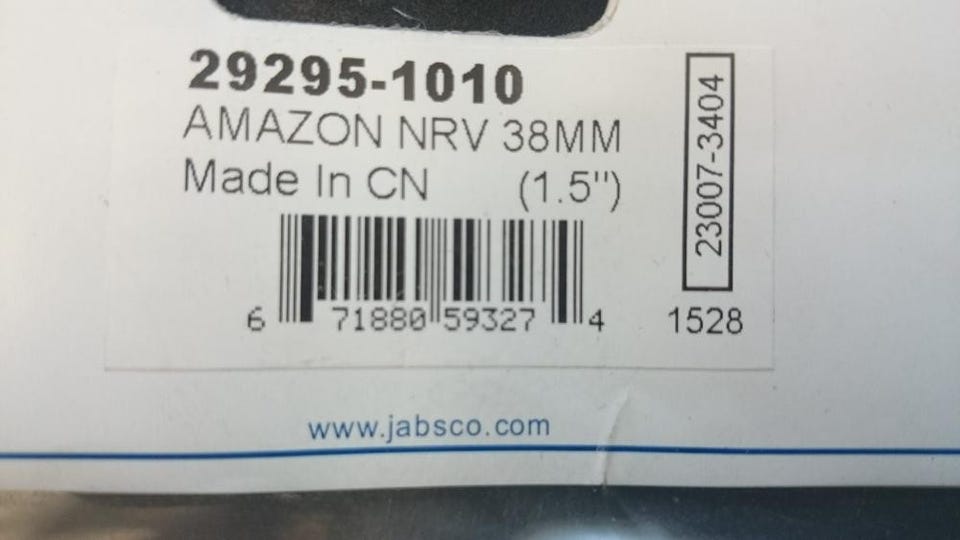 29295-1010
AMAZON NRV 38MM
Made In CN (1.5")
23007-3404
6 71880 59327 4
1528
www.jabsco.com